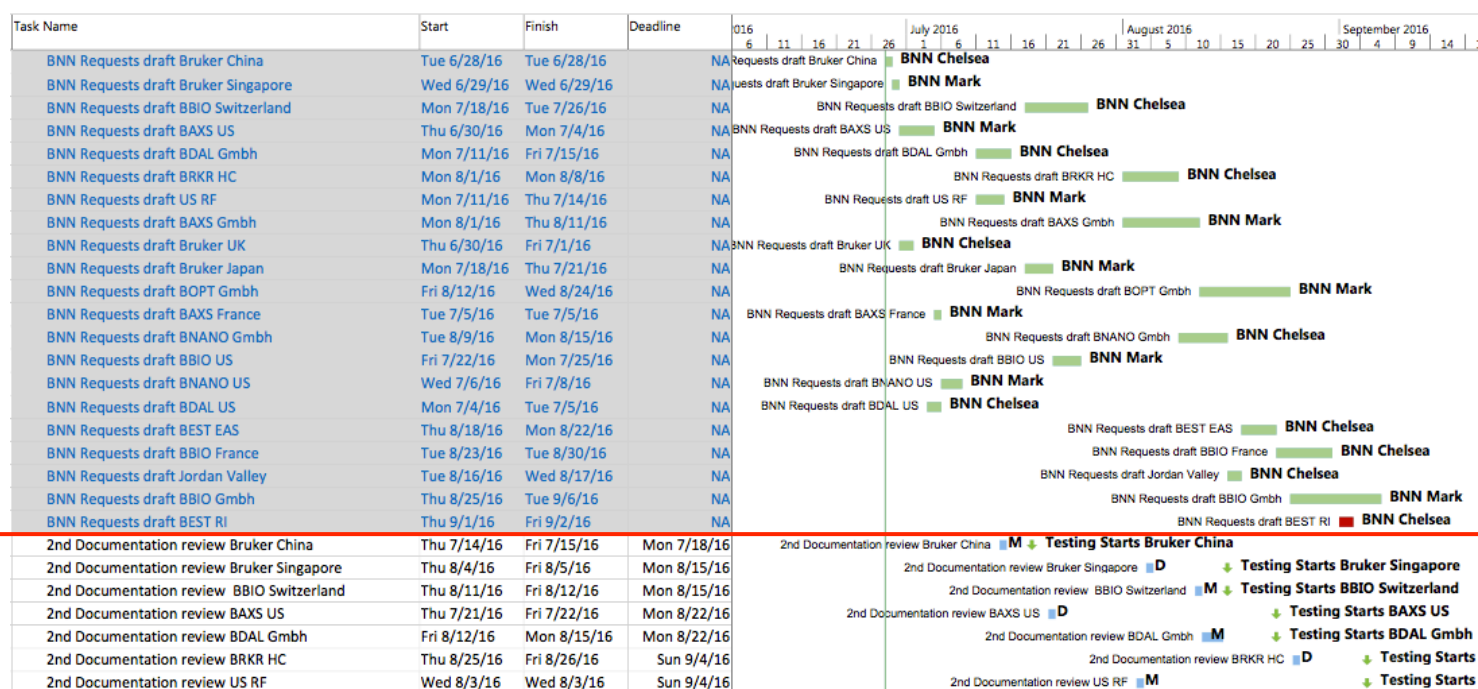 Task Name Start Finish Deadline 016 July 2016 August 2016 September 2016
6 11 16 21 26 1 6 11 16 21 26 31 5 10 15 20 25 30 4 9 14
BNN Requests draft Bruker China Tue 6/28/16 Tue 6/28/16 NA Requests draft Bruker China BNN Chelsea
BNN Requests draft Bruker Singapore Wed 6/29/16 Wed 6/29/16 NA uests draft Bruker Singapore BNN Mark
BNN Requests draft BBIO Switzerland Mon 7/18/16 Tue 7/26/16 NA BNN Requests draft BBIO Switzerland BNN Chelsea
BNN Requests draft BAXS US Thu 6/30/16 Mon 7/4/16 NA BNN Requests draft BAXS US BNN Mark
BNN Requests draft BDAL Gmbh Mon 7/11/16 Fri 7/15/16 NA BNN Requests draft BDAL Gmbh BNN Chelsea
BNN Requests draft BRKR HC Mon 8/1/16 Mon 8/8/16 NA BNN Requests draft BRKR HC BNN Chelsea
BNN Requests draft US RF Mon 7/11/16 Thu 7/14/16 NA BNN Requests draft US RF BNN Mark
BNN Requests draft BAXS Gmbh Mon 8/1/16 Thu 8/11/16 NA BNN Requests draft BAXS Gmbh BNN Mark
BNN Requests draft Bruker UK Thu 6/30/16 Fri 7/1/16 NA BNN Requests draft Bruker UK BNN Chelsea
BNN Requests draft Bruker Japan Mon 7/18/16 Thu 7/21/16 NA BNN Requests draft Bruker Japan BNN Mark
BNN Requests draft BOPT Gmbh Fri 8/12/16 Wed 8/24/16 NA BNN Requests draft BOPT Gmbh BNN Mark
BNN Requests draft BAXS France Tue 7/5/16 Tue 7/5/16 NA BNN Requests draft BAXS France BNN Mark
BNN Requests draft BNANO Gmbh Tue 8/9/16 Mon 8/15/16 NA BNN Requests draft BNANO Gmbh BNN Chelsea
BNN Requests draft BBIO US Fri 7/22/16 Mon 7/25/16 NA BNN Requests draft BBIO US BNN Mark
BNN Requests draft BNANO US Wed 7/6/16 Fri 7/8/16 NA BNN Requests draft BNANO US BNN Mark
BNN Requests draft BDAL US Mon 7/4/16 Tue 7/5/16 NA BNN Requests draft BDAL US BNN Chelsea
BNN Requests draft BEST EAS Thu 8/18/16 Mon 8/22/16 NA BNN Requests draft BEST EAS BNN Chelsea
BNN Requests draft BBIO France Tue 8/23/16 Tue 8/30/16 NA BNN Requests draft BBIO France BNN Chelsea
BNN Requests draft Jordan Valley Tue 8/16/16 Wed 8/17/16 NA BNN Requests draft Jordan Valley BNN Chelsea
BNN Requests draft BBIO Gmbh Thu 8/25/16 Tue 9/6/16 NA BNN Requests draft BBIO Gmbh BNN Mark
BNN Requests draft BEST RI Thu 9/1/16 Fri 9/2/16 NA BNN Requests draft BEST RI BNN Chelsea
2nd Documentation review Bruker China Thu 7/14/16 Fri 7/15/16 Mon 7/18/16 2nd Documentation review Bruker China M Testing Starts Bruker China
2nd Documentation review Bruker Singapore Thu 8/4/16 Fri 8/5/16 Mon 8/15/16 2nd Documentation review Bruker Singapore D Testing Starts Bruker Singapore
2nd Documentation review BBIO Switzerland Thu 8/11/16 Fri 8/12/16 Mon 8/15/16 2nd Documentation review BBIO Switzerland M Testing Starts BBIO Switzerland
2nd Documentation review BAXS US Thu 7/21/16 Fri 7/22/16 Mon 8/22/16 2nd Documentation review BAXS US D Testing Starts BAXS US
2nd Documentation review BDAL Gmbh Fri 8/12/16 Mon 8/15/16 Mon 8/22/16 2nd Documentation review BDAL Gmbh M Testing Starts BDAL Gmbh
2nd Documentation review BRKR HC Thu 8/25/16 Fri 8/26/16 Sun 9/4/16 2nd Documentation review BRKR HC D Testing Starts
2nd Documentation review US RF Wed 8/3/16 Wed 8/3/16 Sun 9/4/16 2nd Documentation review US RF M Testing Starts